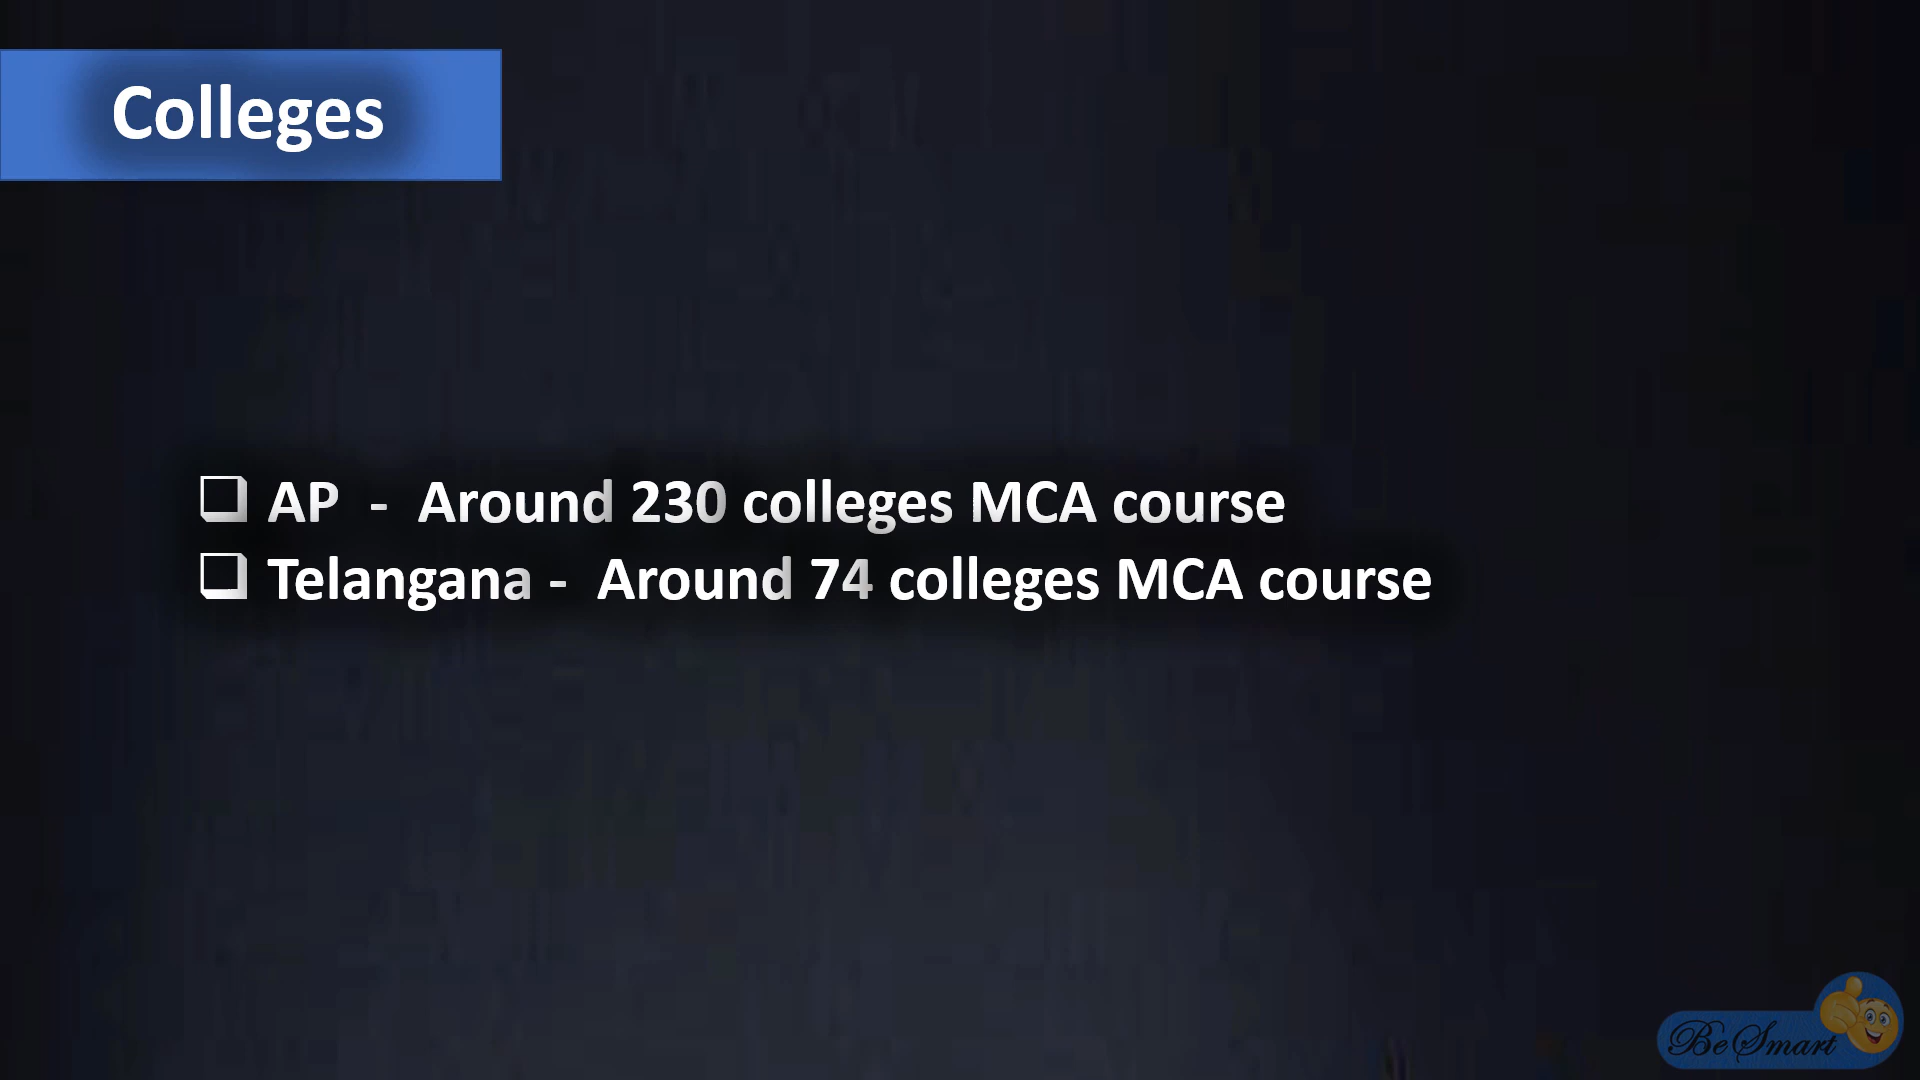 Colleges
❑ AP - Around 230 colleges MCA course
❑ Telangana - Around 74 colleges MCA course
Be Smart